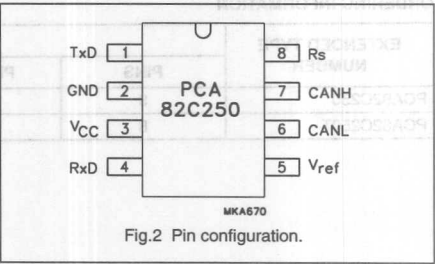 TxD 1
GND 2
VCC 3
RxD 4
PCA
82C250
8 Rs
7 CANH
6 CANL
5 Vref
MKA670
Fig.2 Pin configuration.